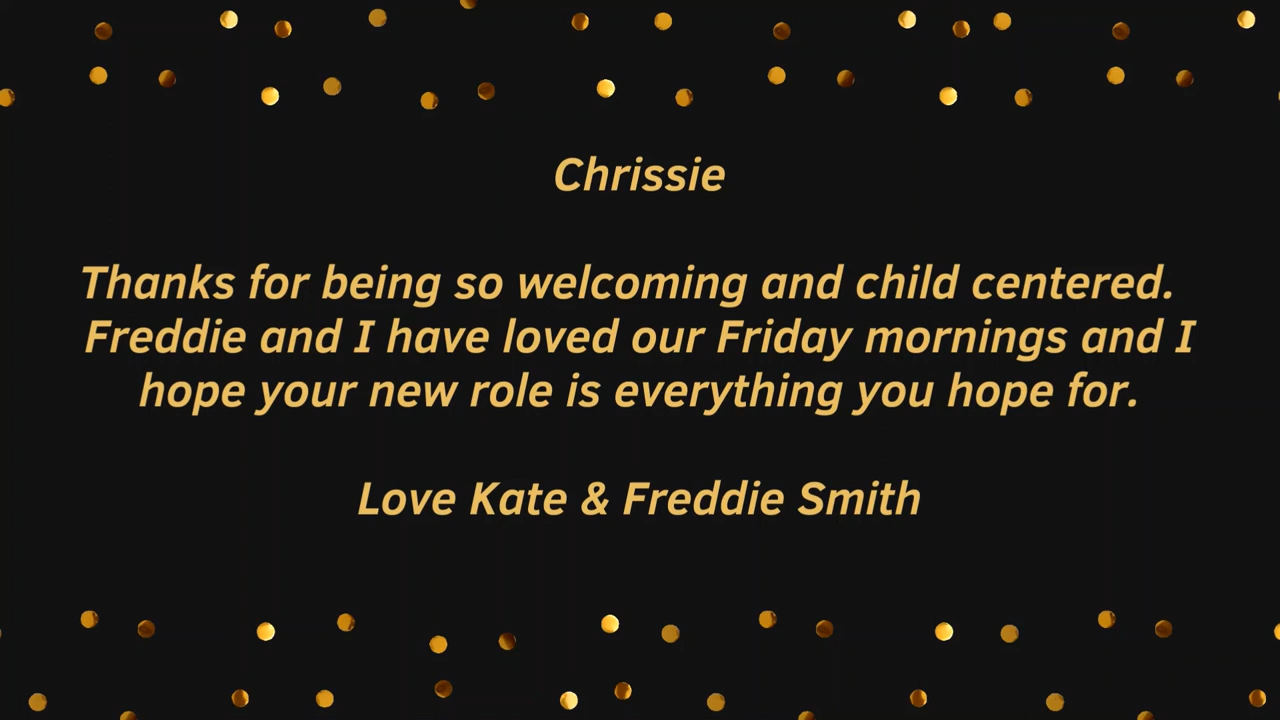 Chrissie
Thanks for being so welcoming and child centered.
Freddie and I have loved our Friday mornings and I
hope your new role is everything you hope for.
Love Kate & Freddie Smith